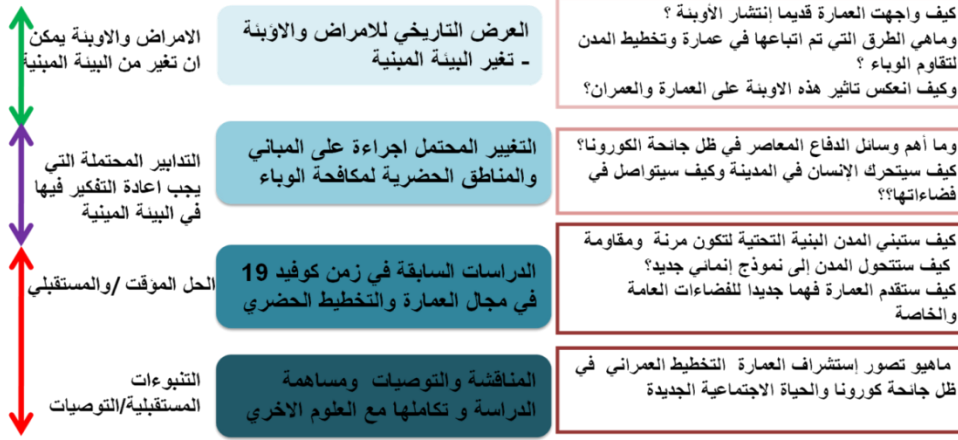 كيف واجهت العمارة قديما إنتشار الأوبئة ؟
وماهي الطرق التي تم اتباعها في عمارة وتخطيط المدن
لتقاوم الوباء ؟
وكيف انعكس تاثير هذه الاوبئة على العمارة والعمران؟
العرض التاريخي للامراض والاؤبئة
- تغير البيئة المبنية
الامراض والاوبئة يمكن
ان تغير من البيئة المبنية
وما أهم وسائل الدفاع المعاصر في ظل جائحة الكورونا؟
كيف سيتحرك الإنسان في المدينة وكيف سيتواصل في
فضاءاتها؟؟
التغيير المحتمل اجراءة على المباني
والمناطق الحضرية لمكافحة الوباء
التدابير المحتملة التي
يجب اعادة التفكير فيها
في البيئة المينية
كيف ستبني المدن البنية التحتية لتكون مرنة ومقاومة
كيف ستتحول المدن إلى نموذج إنمائي جديد؟
كيف ستقدم العمارة فهما جديدا للفضاءات العامة
والخاصة
الدراسات السابقة في زمن كوفيد 19
في مجال العمارة والتخطيط الحضري
الحل المؤقت /والمستقبلي
ماهيو تصور إستشراف العمارة التخطيط العمراني في
ظل جائحة كورونا والحياة الاجتماعية الجديدة
المناقشة والتوصيات ومساهمة
الدراسة و تكاملها مع العلوم الاخري
التنبوءات
المستقبلية/التوصيات